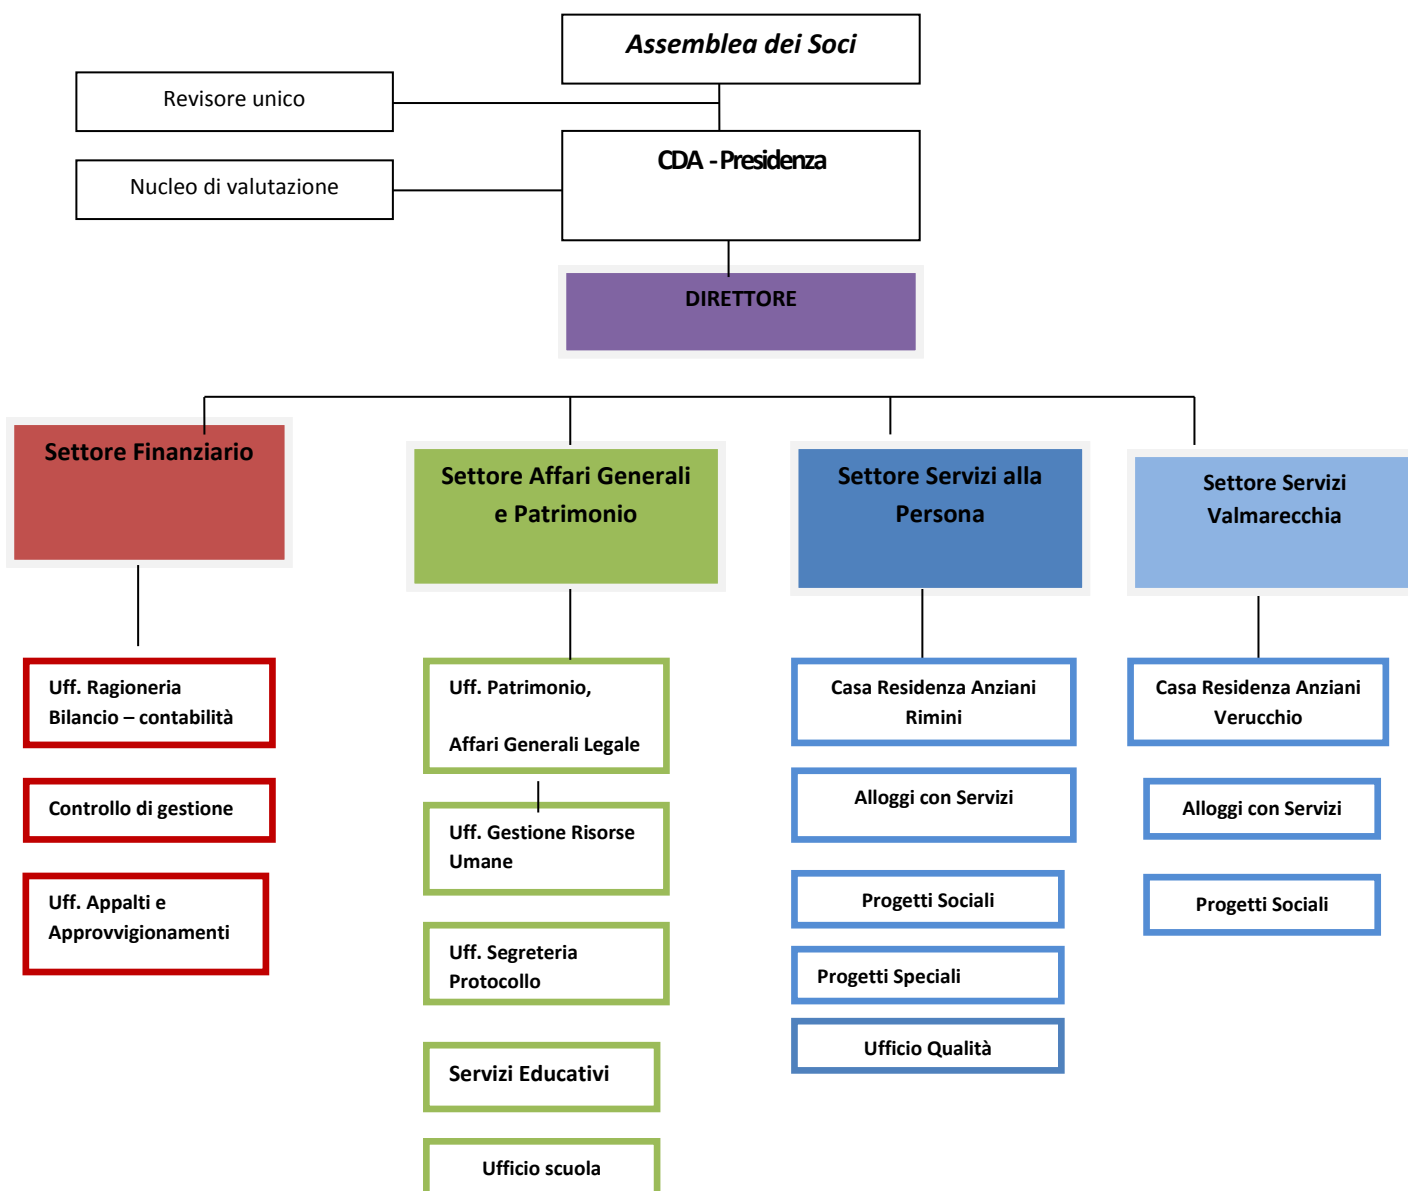 Assemblea dei Soci
Revisore unico
CDA - Presidenza
Nucleo di valutazione
DIRETTORE
Settore Finanziario
Settore Affari Generali
e Patrimonio
Settore Servizi alla
Persona
Settore Servizi
Valmarecchia
Uff. Ragioneria
Bilancio – contabilità
Controllo di gestione
Uff. Appalti e
Approvvigionamenti
Uff. Patrimonio,
Affari Generali Legale
Uff. Gestione Risorse
Umane
Uff. Segreteria
Protocollo
Servizi Educativi
Ufficio scuola
Casa Residenza Anziani
Rimini
Alloggi con Servizi
Progetti Sociali
Progetti Speciali
Ufficio Qualità
Casa Residenza Anziani
Verucchio
Alloggi con Servizi
Progetti Sociali